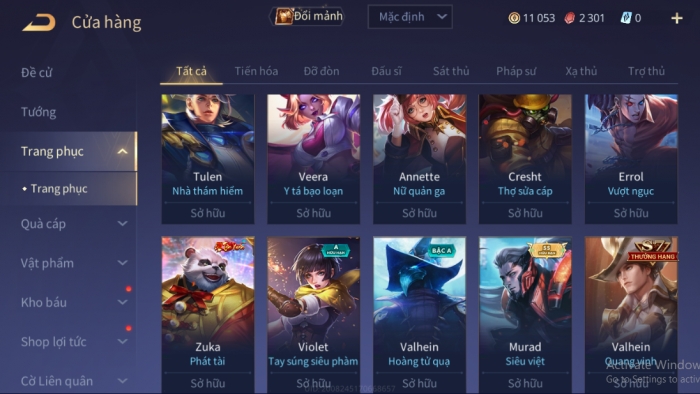 Cửa hàng
Đổi mảnh
Mặc định
11 053
2 301
0
Đề cử
Tướng
Trang phục
Trang phục
Quà cáp
Vật phẩm
Kho báu
Shop lợi tức
Cờ Liên quân
Tất cả
Tiến hóa
Đỡ đòn
Đấu sĩ
Sát thủ
Pháp sư
Xạ thủ
Trợ thủ
Tulen
Nhà thám hiểm
Sở hữu
Veera
Y tá bạo loạn
Sở hữu
Annette
Nữ quản ga
Sở hữu
Cresht
Thợ sửa cáp
Sở hữu
Errol
Vượt ngục
Sở hữu
Zuka
Phát tài
Sở hữu
A
Violet
Tay súng siêu phàm
Sở hữu
BẬC A
Valhein
Hoàng tử quạ
Sở hữu
Murad
Siêu việt
Sở hữu
S7
THƯỞNG HẠNG
Valhein
Quang vinh
Sở hữu
Activate Windows
Go to Settings to activ